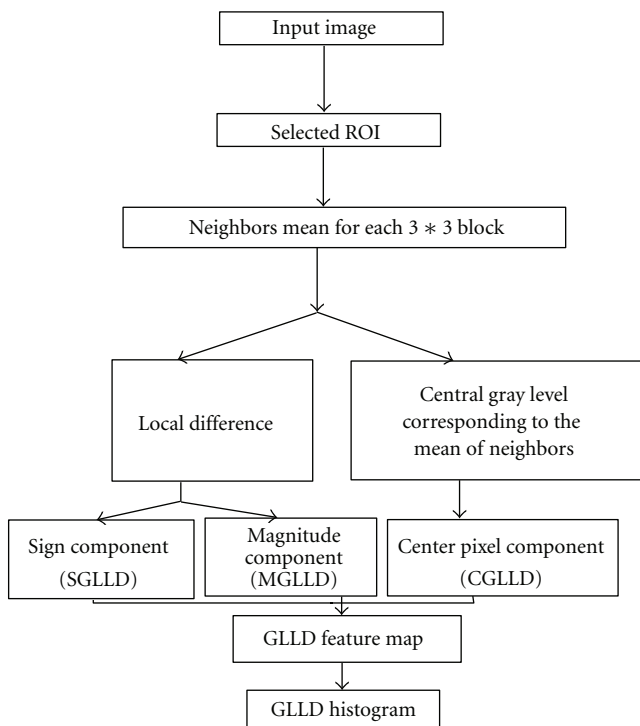 Input image
Selected ROI
Neighbors mean for each 3 ∗ 3 block
Local difference
Central gray level
corresponding to the
mean of neighbors
Sign component
(SGLLD)
Magnitude
component
(MGLLD)
Center pixel component
(CGLLD)
GLLD feature map
GLLD histogram